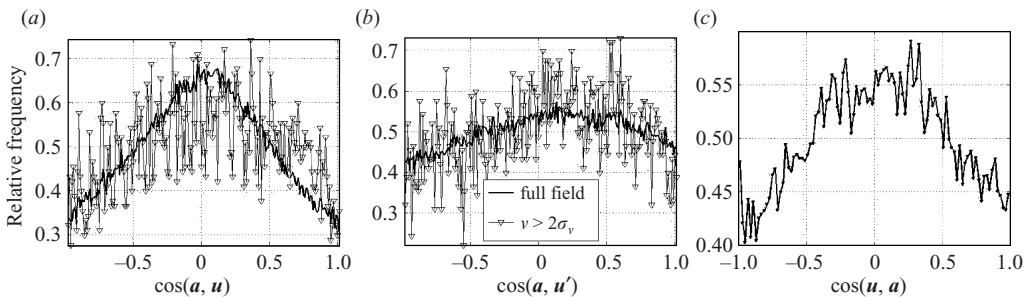 (a)
(b)
(c)
Relative frequency
0.7
0.6
0.5
0.4
0.3
–0.5 0 0.5 1.0
cos(a, u)
0.7
0.6
0.5
0.4
0.3
full field
v > 2σv
–0.5 0 0.5 1.0
cos(a, u′)
0.60
0.55
0.50
0.45
0.40
–1.0 –0.5 0 0.5 1.0
cos(u, a)